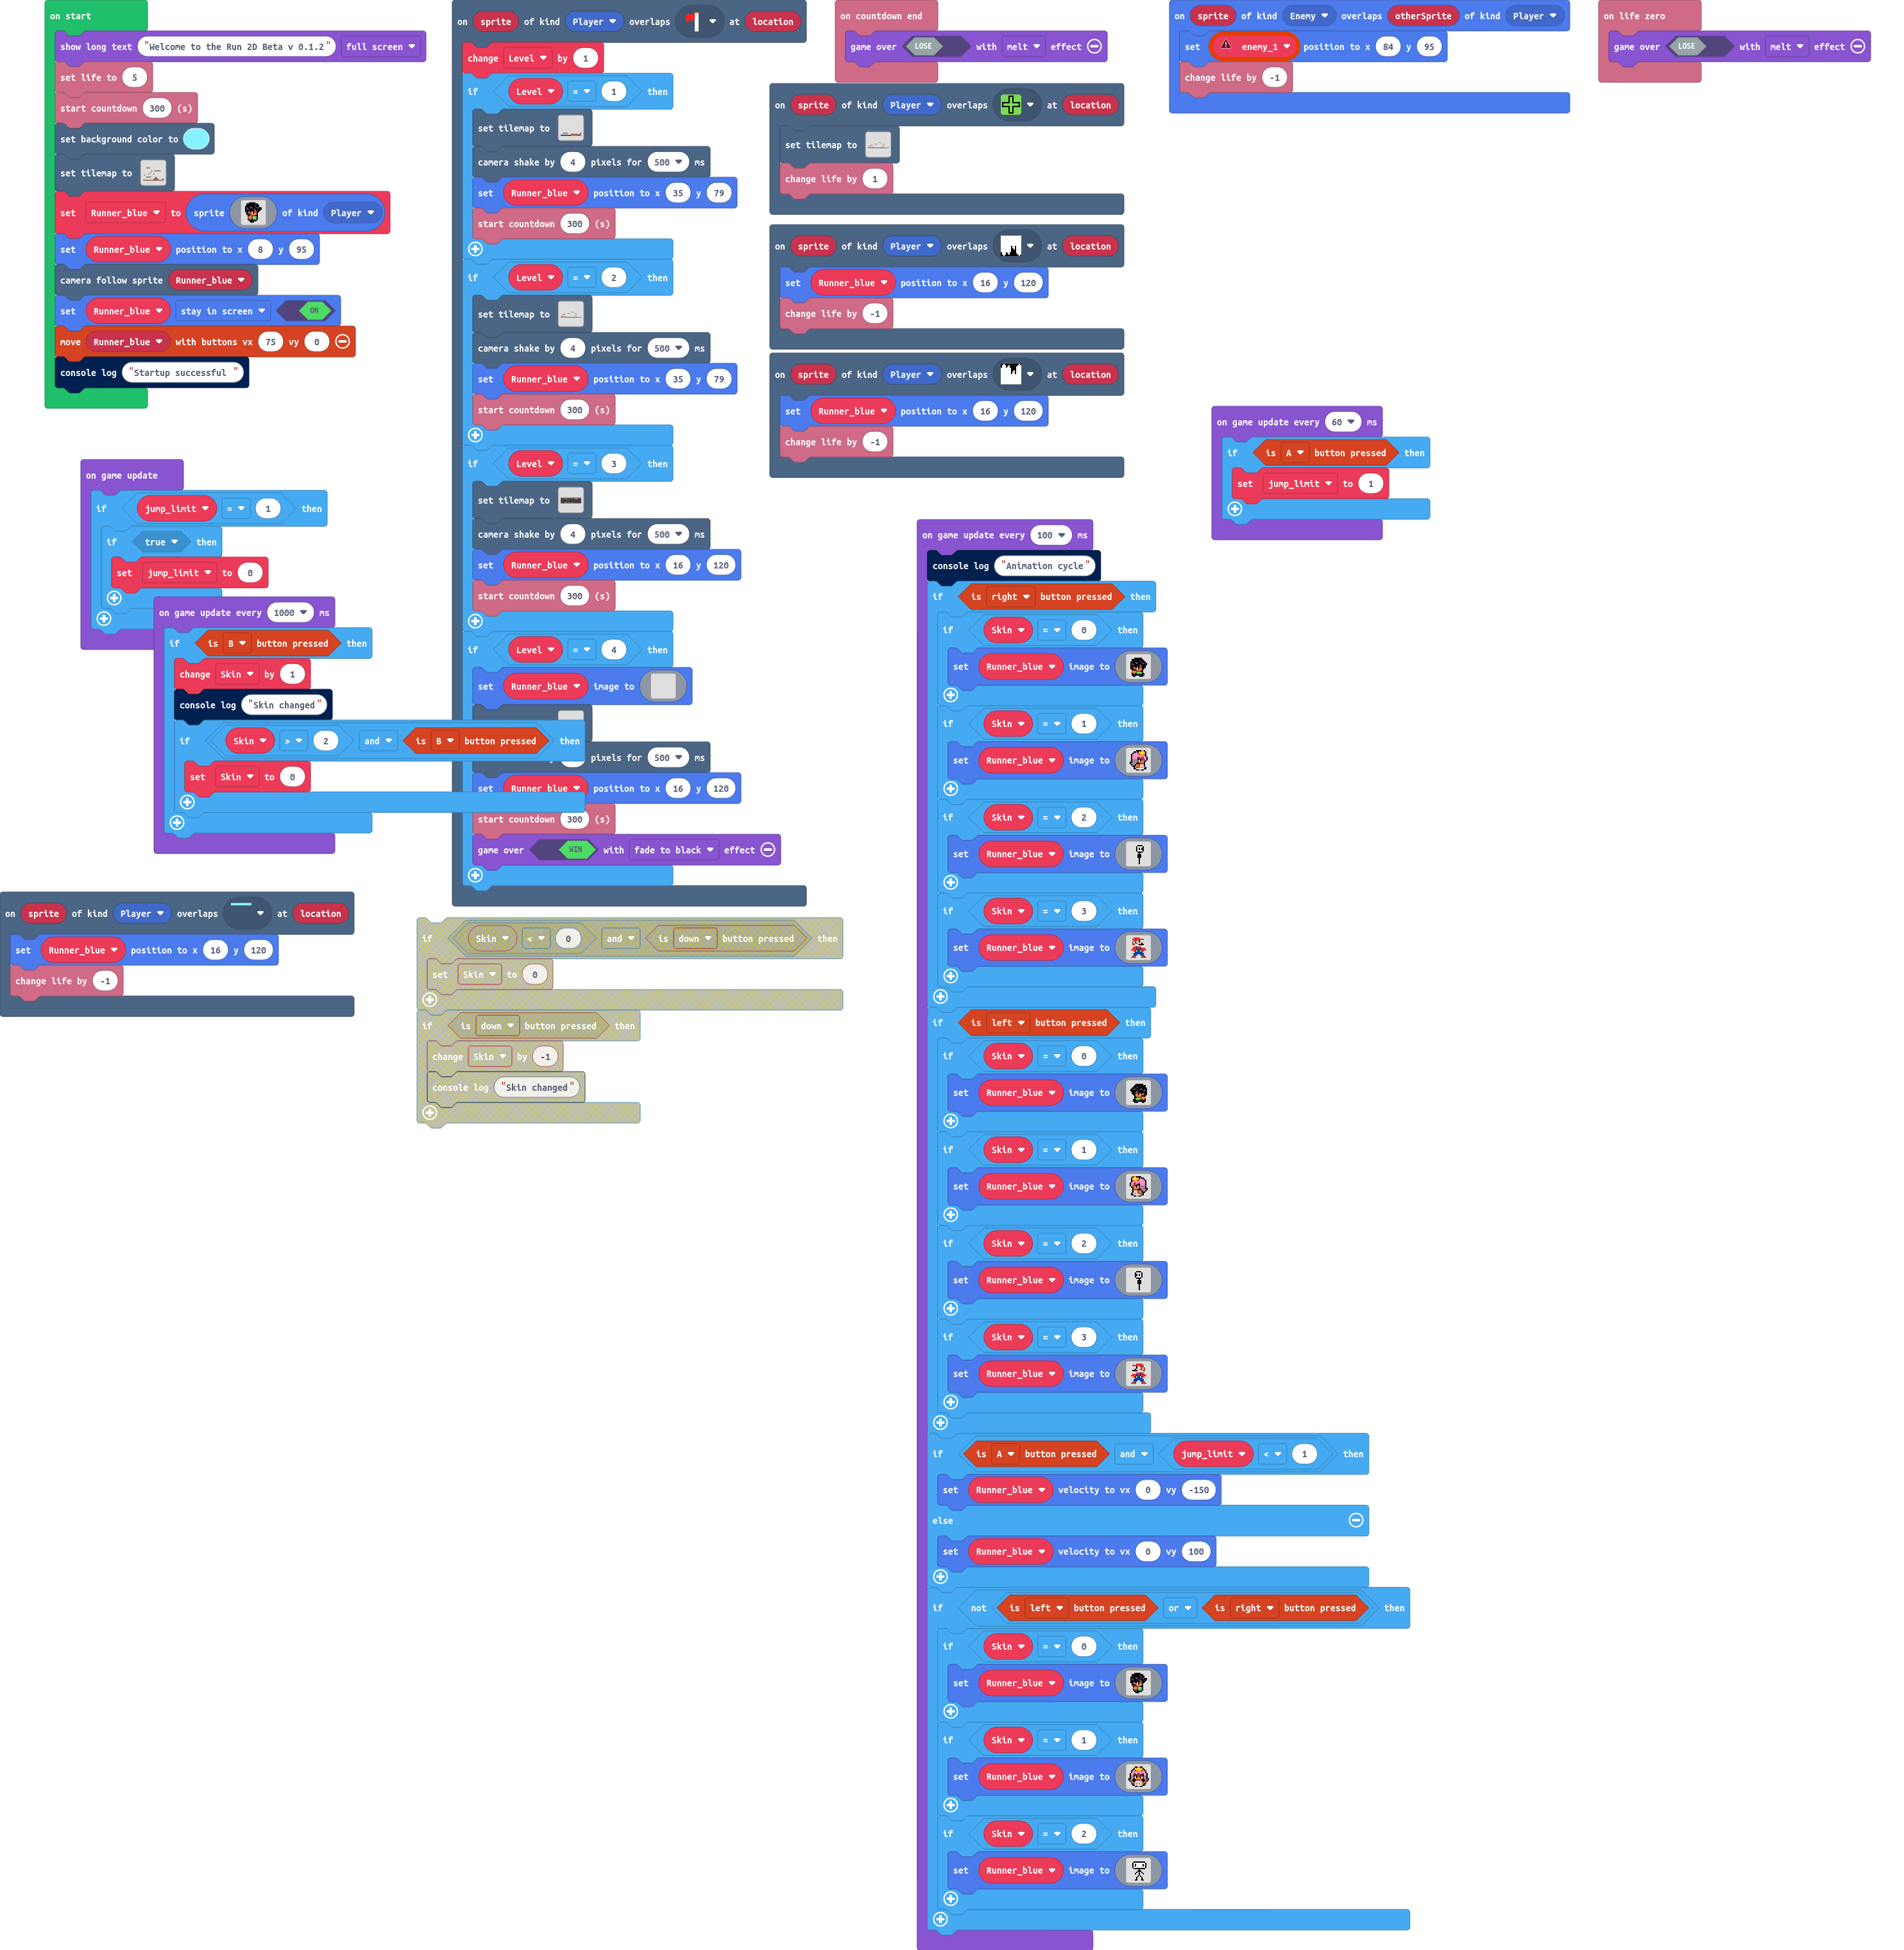 on start
show long text "Welcome to the Run 2D Beta v 0.1.2" full screen
set life to 5
start countdown 300 (s)
set background color to
set tilemap to
set Runner_blue to sprite of kind Player
set Runner_blue position to x 8 y 95
camera follow sprite Runner_blue
set Runner_blue stay in screen ON
move Runner_blue with buttons vx 75 vy 0
console log "Startup successful "
on game update
if jump_limit = 1 then
if true then
set jump_limit to 0
on game update every 1000 ms
if is B button pressed then
change Skin by 1
console log "Skin changed"
if Skin > 2 and is B button pressed then
set Skin to 0
on sprite of kind Player overlaps at location
set Runner_blue position to x 16 y 120
change life by -1
on sprite of kind Player overlaps at location
change Level by 1
if Level = 1 then
set tilemap to
camera shake by 4 pixels for 500 ms
set Runner_blue position to x 35 y 79
start countdown 300 (s)
if Level = 2 then
set tilemap to
camera shake by 4 pixels for 500 ms
set Runner_blue position to x 35 y 79
start countdown 300 (s)
if Level = 3 then
set tilemap to
camera shake by 4 pixels for 500 ms
set Runner_blue position to x 16 y 120
start countdown 300 (s)
if Level = 4 then
set Runner_blue image to
pixels for 500 ms
set Runner_blue position to x 16 y 120
start countdown 300 (s)
game over WIN with fade to black effect
if Skin < 0 and is down button pressed then
set Skin to 0
if is down button pressed then
change Skin by -1
console log "Skin changed"
on countdown end
game over LOSE with melt effect
on sprite of kind Player overlaps at location
set tilemap to
change life by 1
on sprite of kind Player overlaps at location
set Runner_blue position to x 16 y 120
change life by -1
on sprite of kind Player overlaps at location
set Runner_blue position to x 16 y 120
change life by -1
on sprite of kind Enemy overlaps otherSprite of kind Player
set enemy_1 position to x 84 y 95
change life by -1
on life zero
game over LOSE with melt effect
on game update every 60 ms
if is A button pressed then
set jump_limit to 1
on game update every 100 ms
console log "Animation cycle"
if is right button pressed then
if Skin = 0 then
set Runner_blue image to
if Skin = 1 then
set Runner_blue image to
if Skin = 2 then
set Runner_blue image to
if Skin = 3 then
set Runner_blue image to
if is left button pressed then
if Skin = 0 then
set Runner_blue image to
if Skin = 1 then
set Runner_blue image to
if Skin = 2 then
set Runner_blue image to
if Skin = 3 then
set Runner_blue image to
if is A button pressed and jump_limit < 1 then
set Runner_blue velocity to vx 0 vy -150
else
set Runner_blue velocity to vx 0 vy 100
if not is left button pressed or is right button pressed then
if Skin = 0 then
set Runner_blue image to
if Skin = 1 then
set Runner_blue image to
if Skin = 2 then
set Runner_blue image to